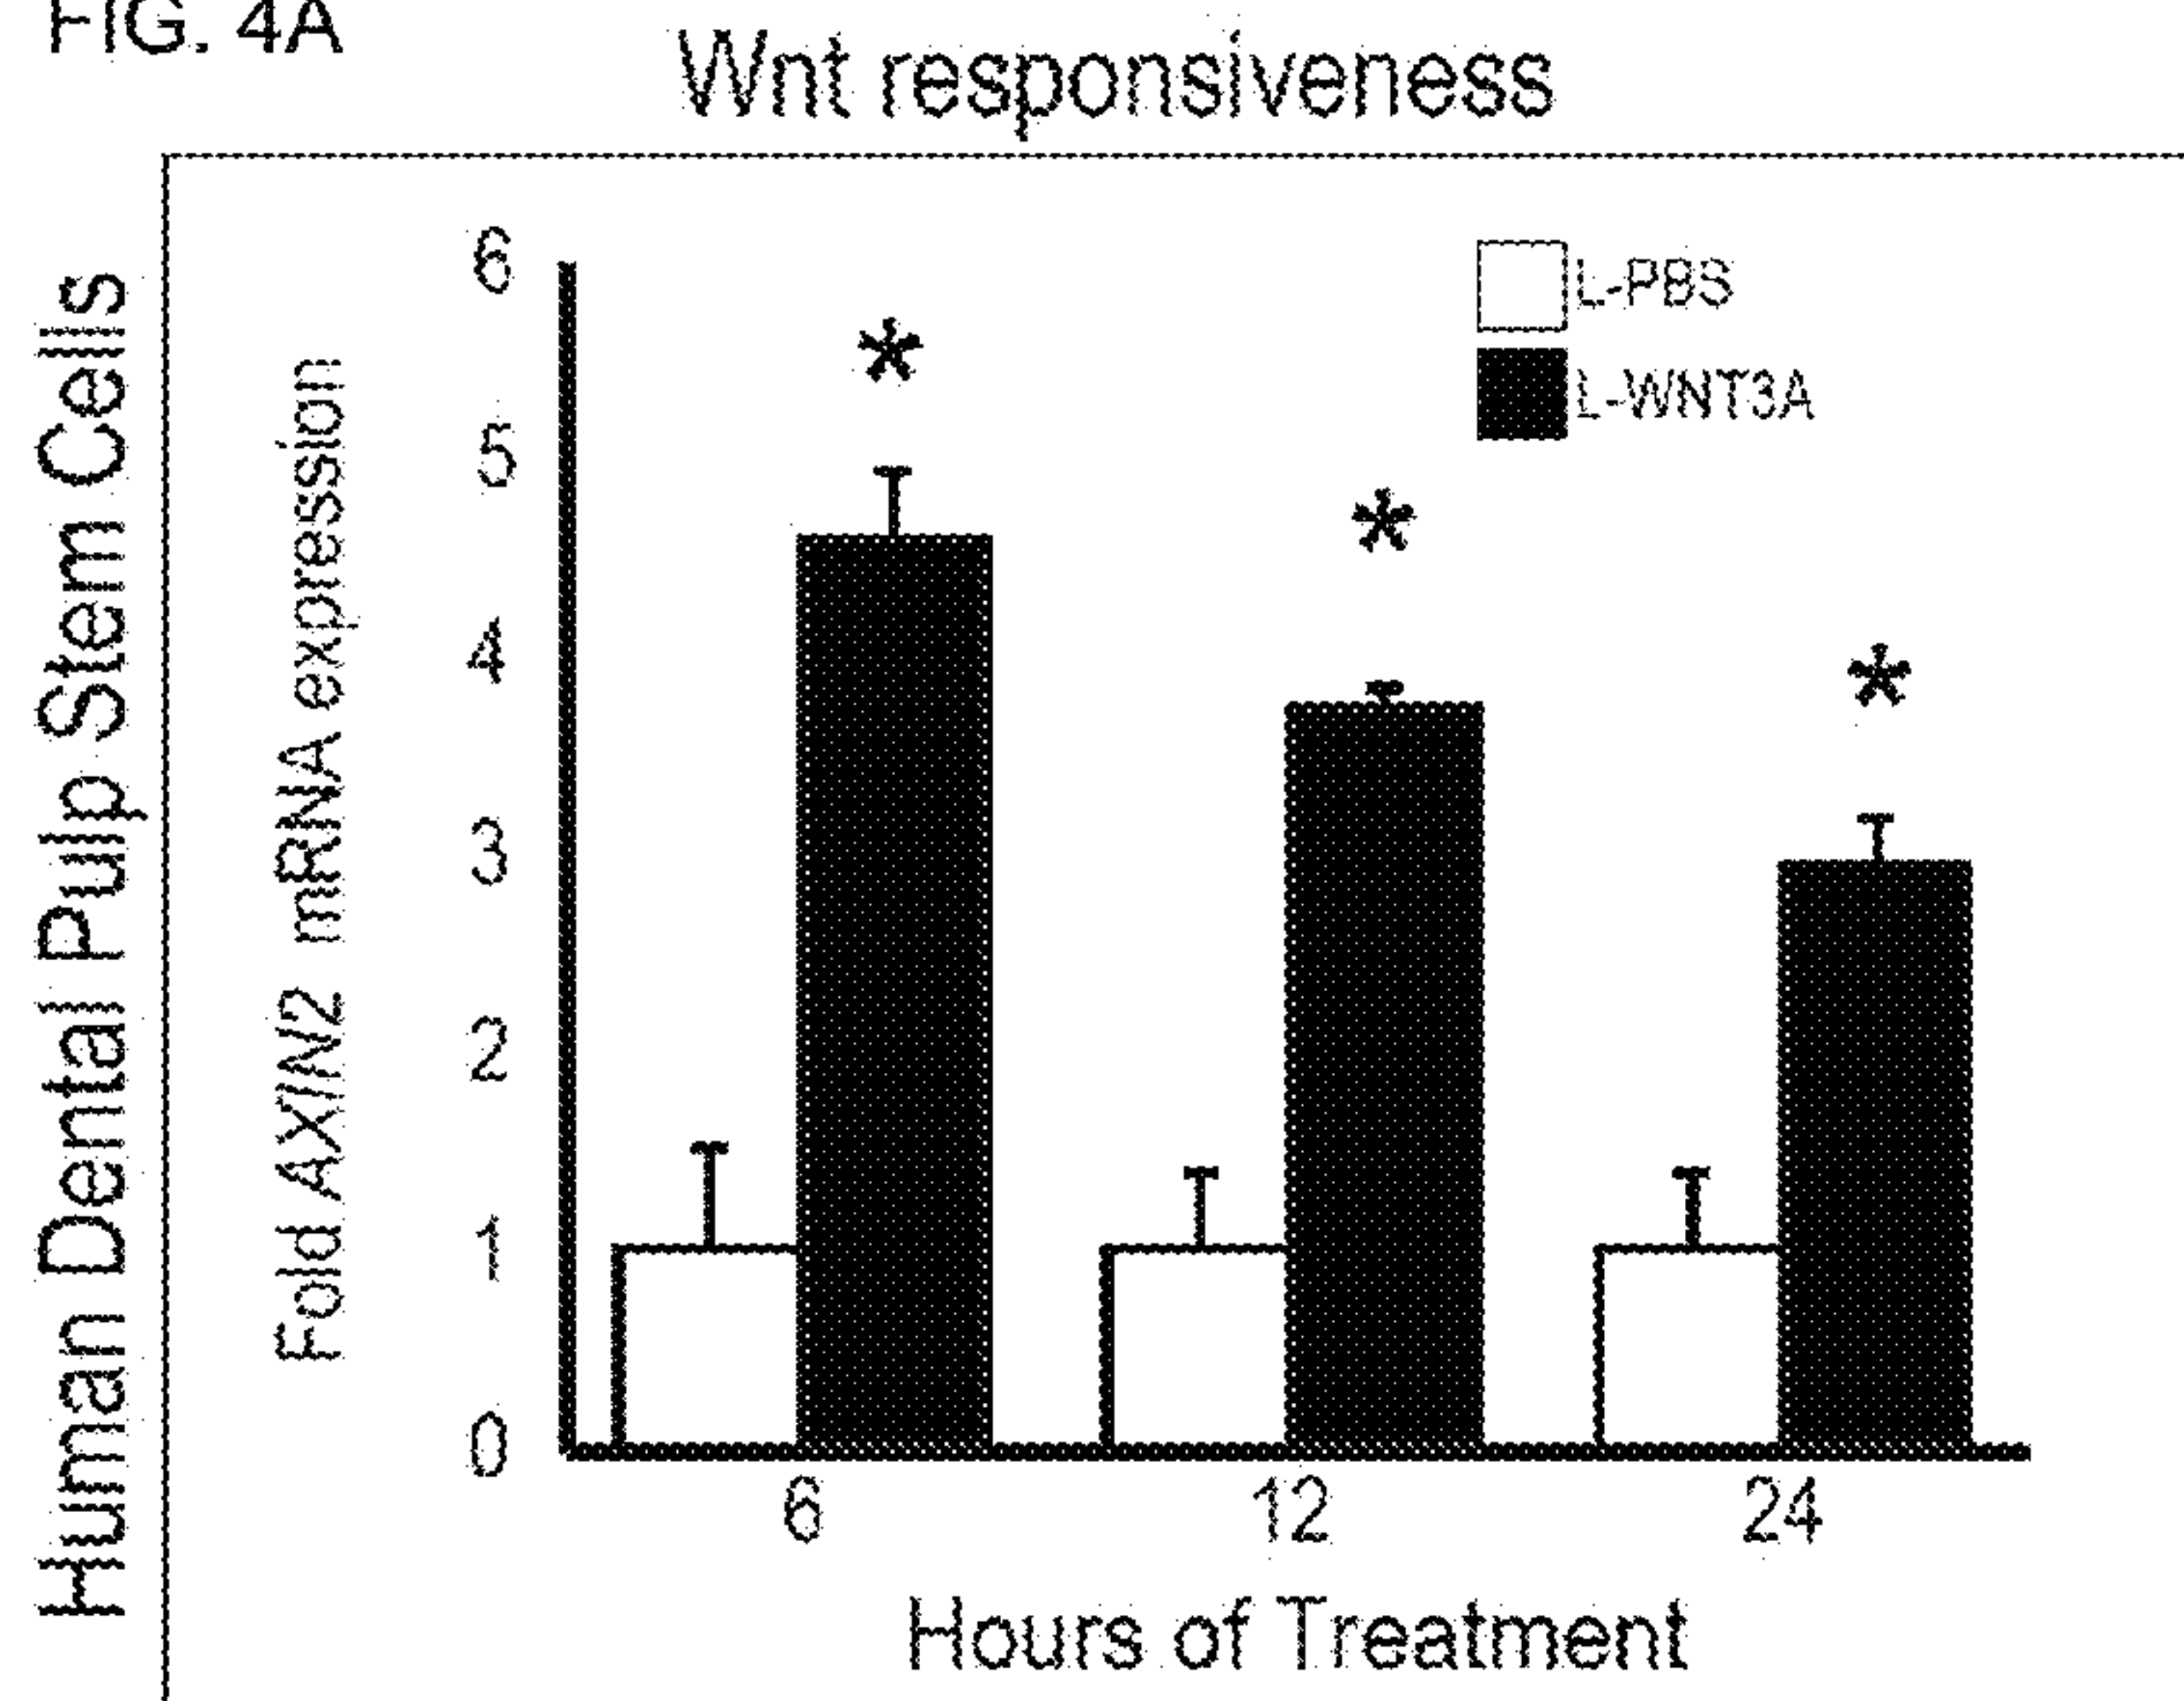 FIG. 4A
Wnt responsiveness
Human Dental Pulp Stem Cells
Fold AXIN2 mRNA expression
6
5
4
3
2
1
0
*
*
*
L-PBS
L-WNT3A
6
12
24
Hours of Treatment